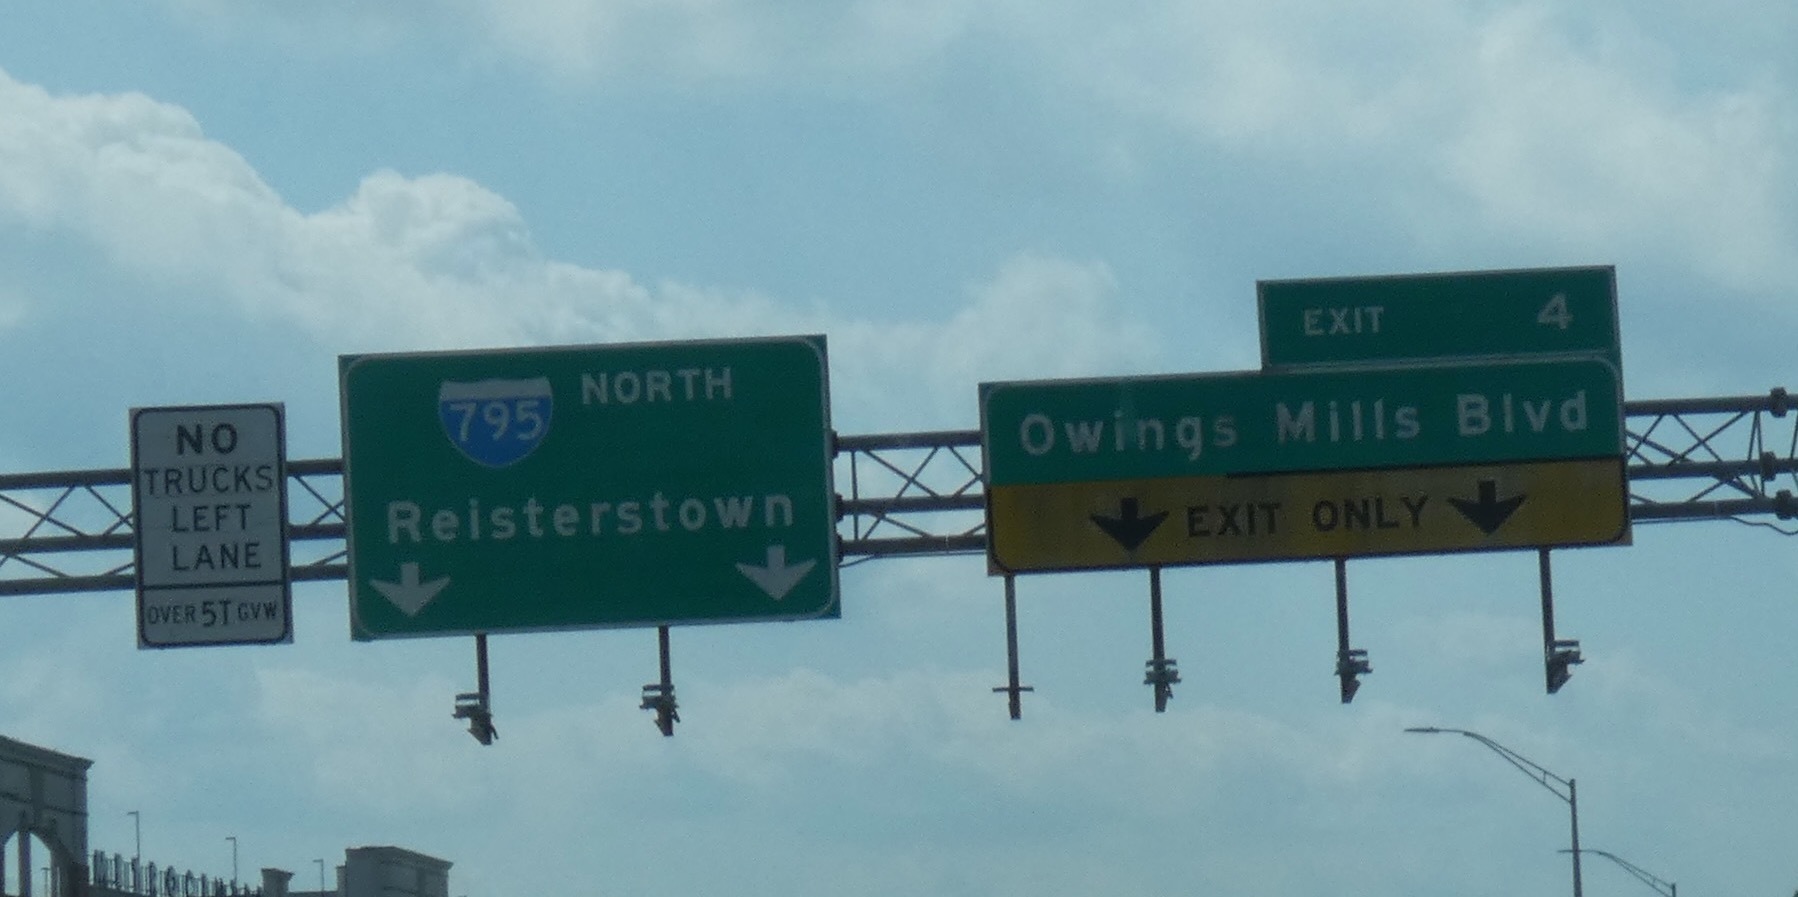 NO
TRUCKS
LEFT
LANE
OVER 5T GVW
795 NORTH
Reisterstown
EXIT 4
Owings Mills Blvd
EXIT ONLY